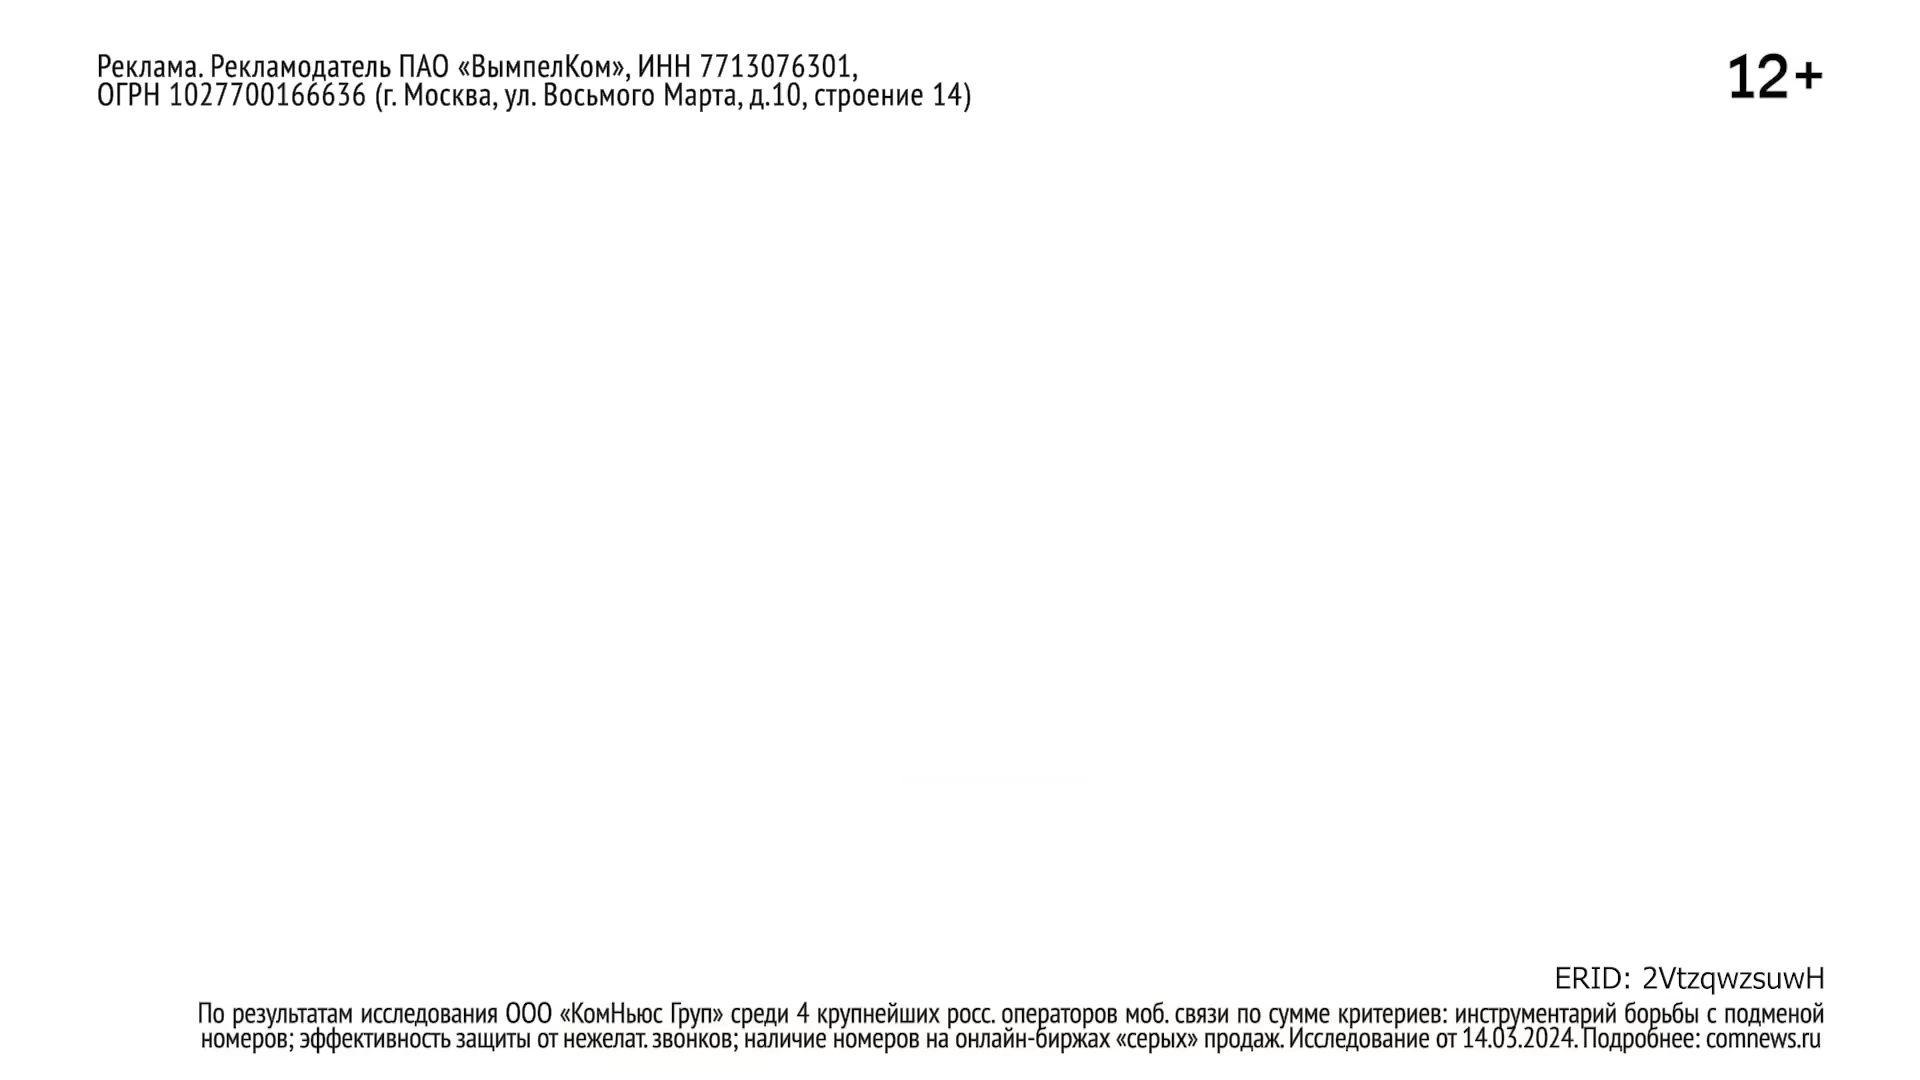 Реклама. Рекламодатель ПАО «ВымпелКом», ИНН 7713076301,
ОГРН 1027700166636 (г. Москва, ул. Восьмого Марта, д.10, строение 14)
12+
ERID: 2VtzqwzsuwH
По результатам исследования ООО «КомНьюс Груп» среди 4 крупнейших росс. операторов моб. связи по сумме критериев: инструментарий борьбы с подменой
номеров; эффективность защиты от нежелат. звонков; наличие номеров на онлайн-биржах «серых» продаж. Исследование от 14.03.2024. Подробнее: comnews.ru